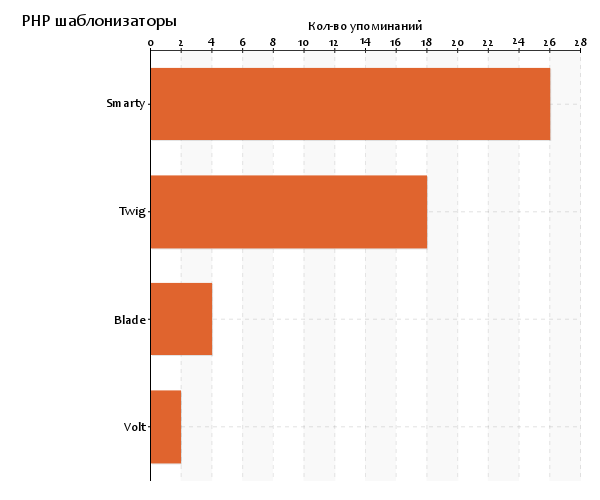 PHP шаблонизаторы
Кол-во упоминаний
0 2 4 6 8 10 12 14 16 18 20 22 24 26 28
Smarty
Twig
Blade
Volt